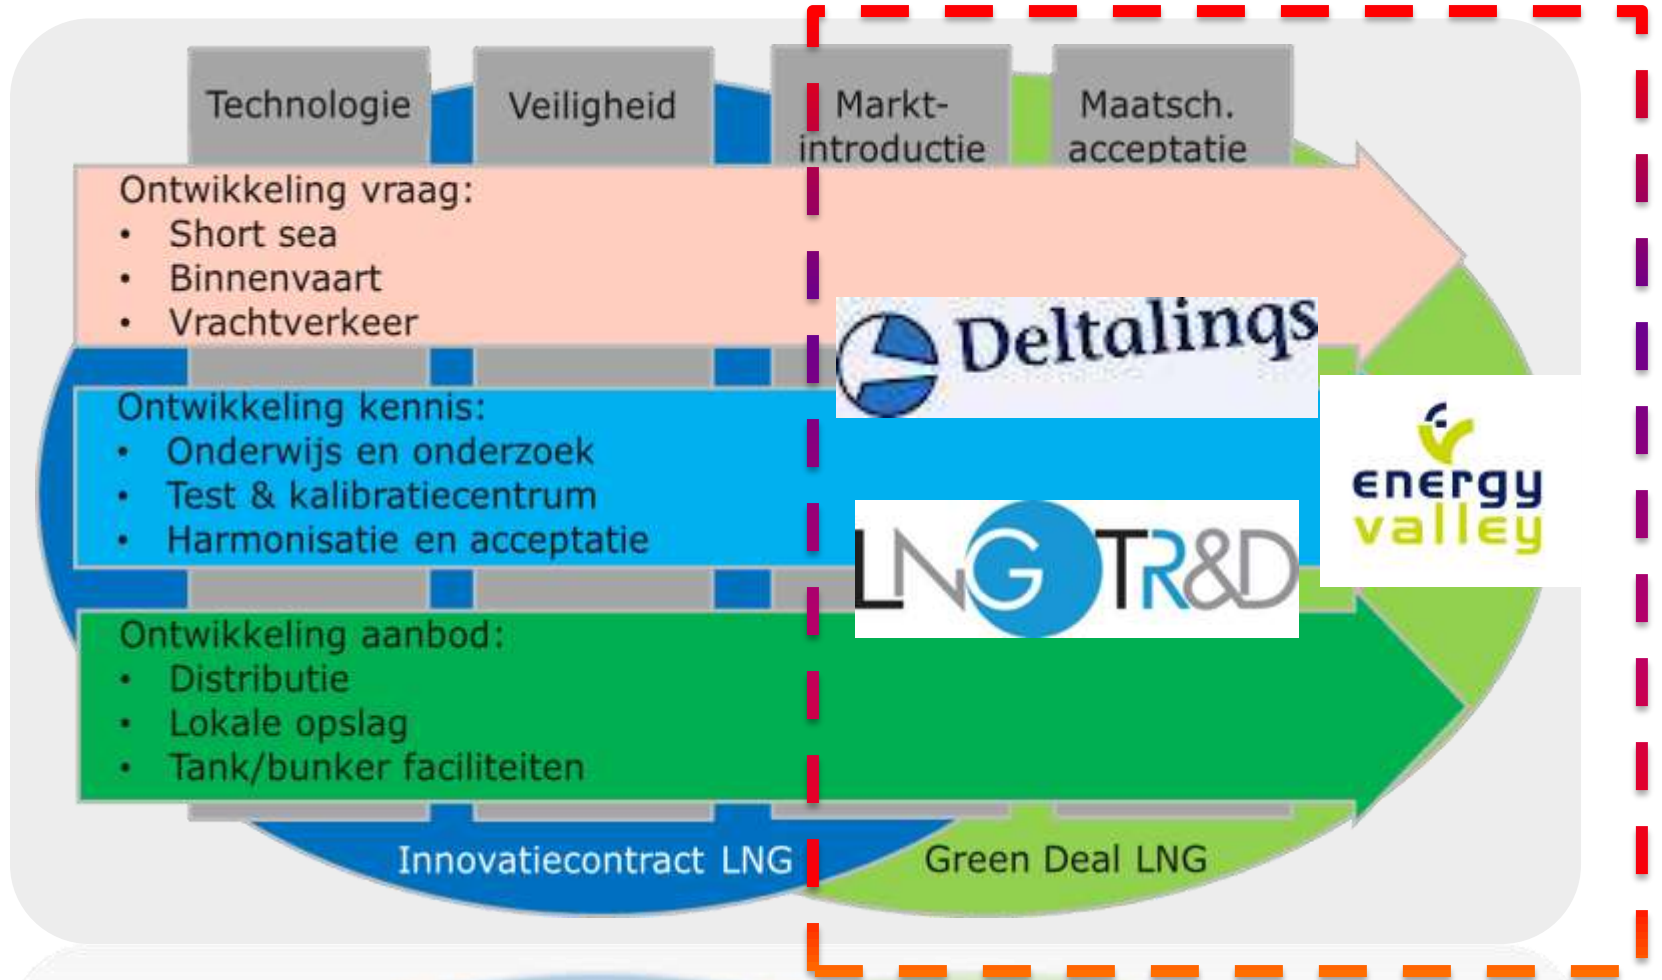 Technologie
Veiligheid
Markt-
introductie
Maatsch.
acceptatie
Ontwikkeling vraag:
• Short sea
• Binnenvaart
• Vrachtverkeer
Deltalinqs
Ontwikkeling kennis:
• Onderwijs en onderzoek
• Test & kalibratiecentrum
• Harmonisatie en acceptatie
energy
valley
LNG TR&D
Ontwikkeling aanbod:
• Distributie
• Lokale opslag
• Tank/bunker faciliteiten
Innovatiecontract LNG
Green Deal LNG